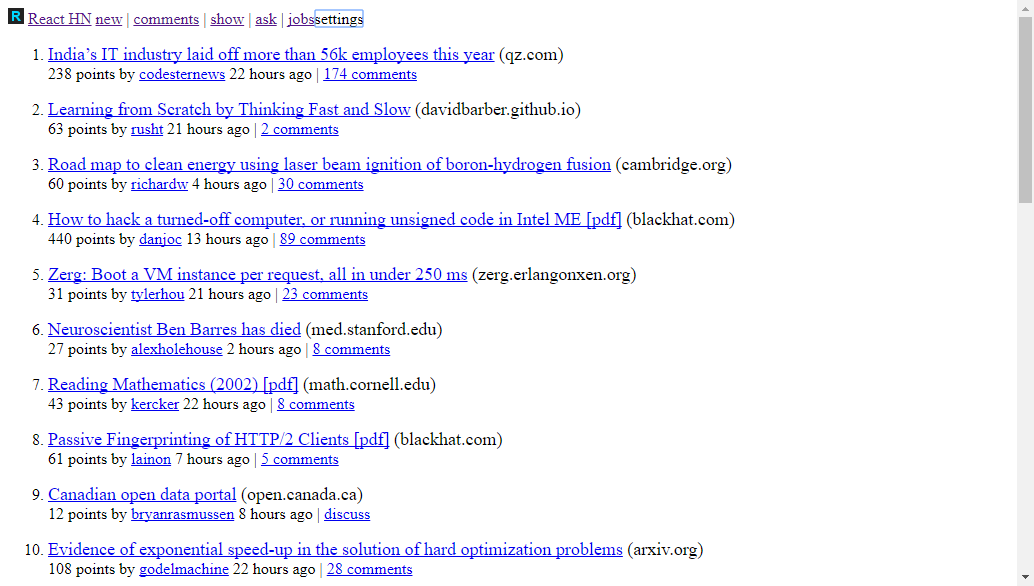 R React HN new | comments | show | ask | jobs settings
1. India’s IT industry laid off more than 56k employees this year (qz.com)
238 points by codesternews 22 hours ago | 174 comments
2. Learning from Scratch by Thinking Fast and Slow (davidbarber.github.io)
63 points by rusht 21 hours ago | 2 comments
3. Road map to clean energy using laser beam ignition of boron-hydrogen fusion (cambridge.org)
60 points by richardw 4 hours ago | 30 comments
4. How to hack a turned-off computer, or running unsigned code in Intel ME [pdf] (blackhat.com)
440 points by danjoc 13 hours ago | 89 comments
5. Zerg: Boot a VM instance per request, all in under 250 ms (zerg.erlangonxen.org)
31 points by tylerhou 21 hours ago | 23 comments
6. Neuroscientist Ben Barres has died (med.stanford.edu)
27 points by alexholehouse 2 hours ago | 8 comments
7. Reading Mathematics (2002) [pdf] (math.cornell.edu)
43 points by kercker 22 hours ago | 8 comments
8. Passive Fingerprinting of HTTP/2 Clients [pdf] (blackhat.com)
61 points by lainon 7 hours ago | 5 comments
9. Canadian open data portal (open.canada.ca)
12 points by bryanrasmussen 8 hours ago | discuss
10. Evidence of exponential speed-up in the solution of hard optimization problems (arxiv.org)
108 points by godelmachine 22 hours ago | 28 comments